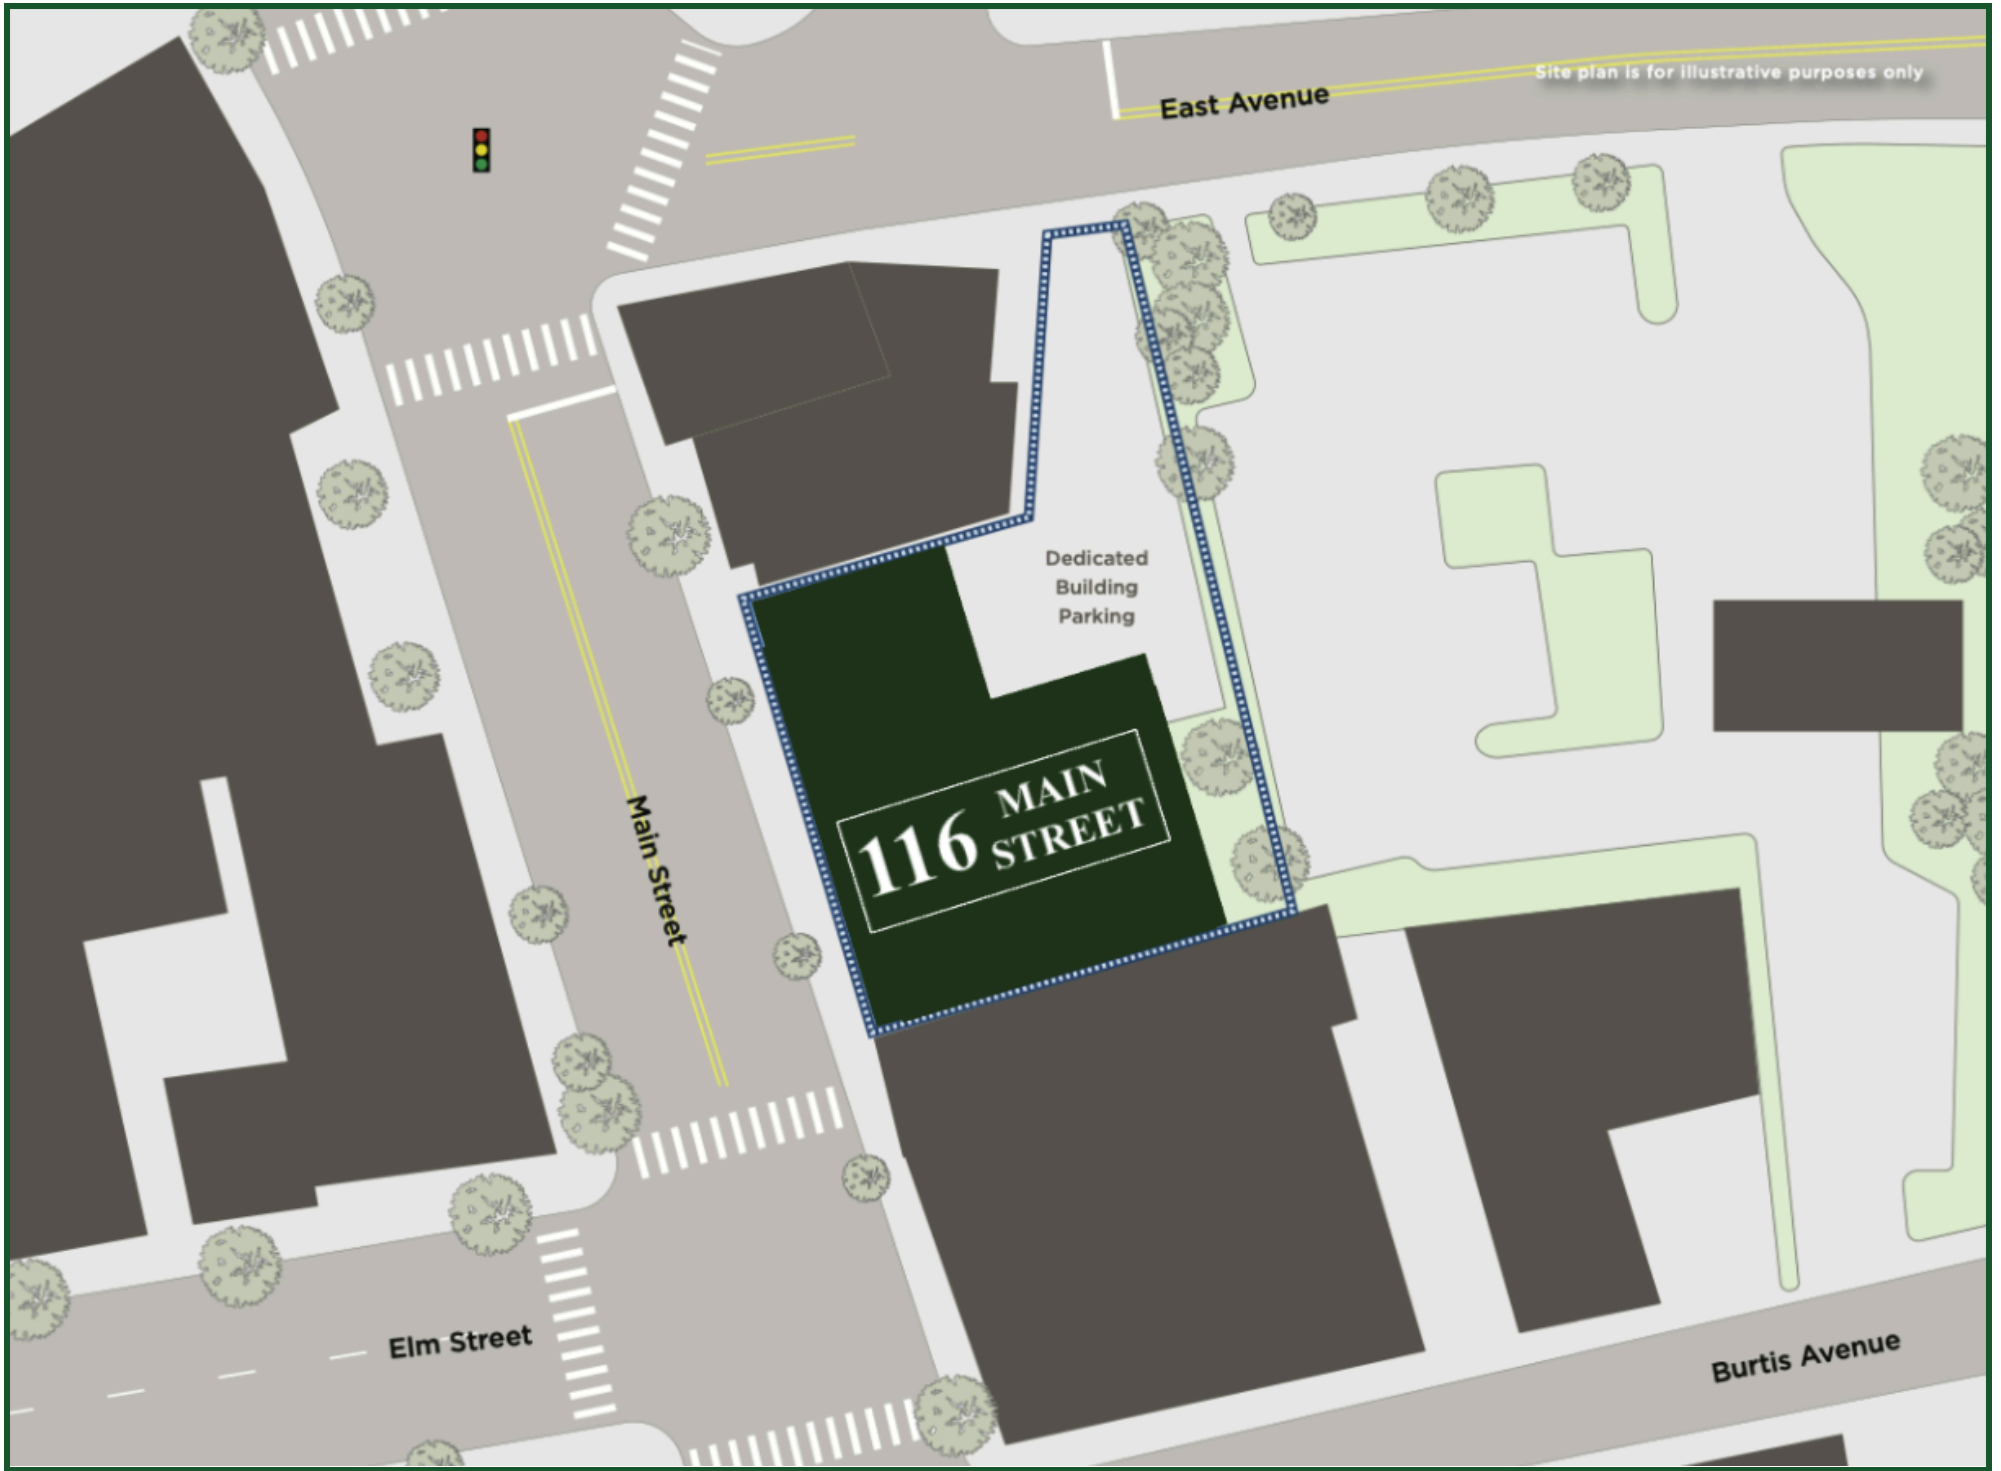 Site plan is for illustrative purposes only
East Avenue
Dedicated
Building
Parking
116 MAIN
STREET
Main Street
Elm Street
Burtis Avenue